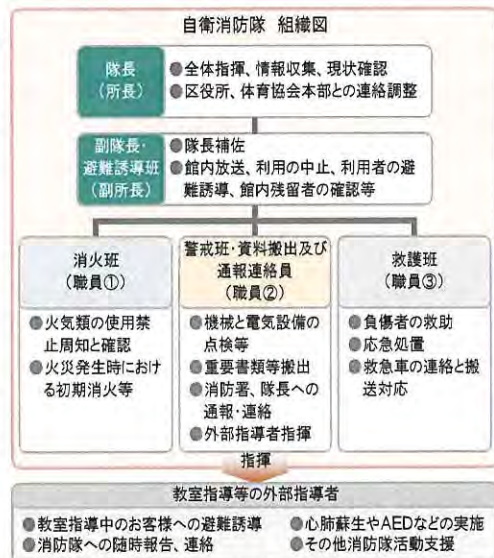 自衛消防隊 組織図
隊長
(所長)
●全体指揮、情報収集、現状確認
●区役所、体育協会本部との連絡調整
副隊長・
避難誘導班
(副所長)
●隊長補佐
●館内放送、利用の中止、利用者の避
難誘導、館内残留者の確認等
消火班
(職員①)
●火気類の使用禁
止周知と確認
●火災発生時におけ
る初期消火等
警戒班・資料搬出及び
通報連絡員
(職員②)
●機械と電気設備の
点検等
●重要書類等搬出
●消防署、隊長への
通報・連絡
●外部指導者指揮
救護班
(職員③)
●負傷者の救助
●応急処置
●救急車の連絡と搬
送対応
指揮
教室指導等の外部指導者
●教室指導中のお客様への避難誘導
●消防隊への随時報告、連絡
●心肺蘇生やAEDなどの実施
●その他消防隊活動支援